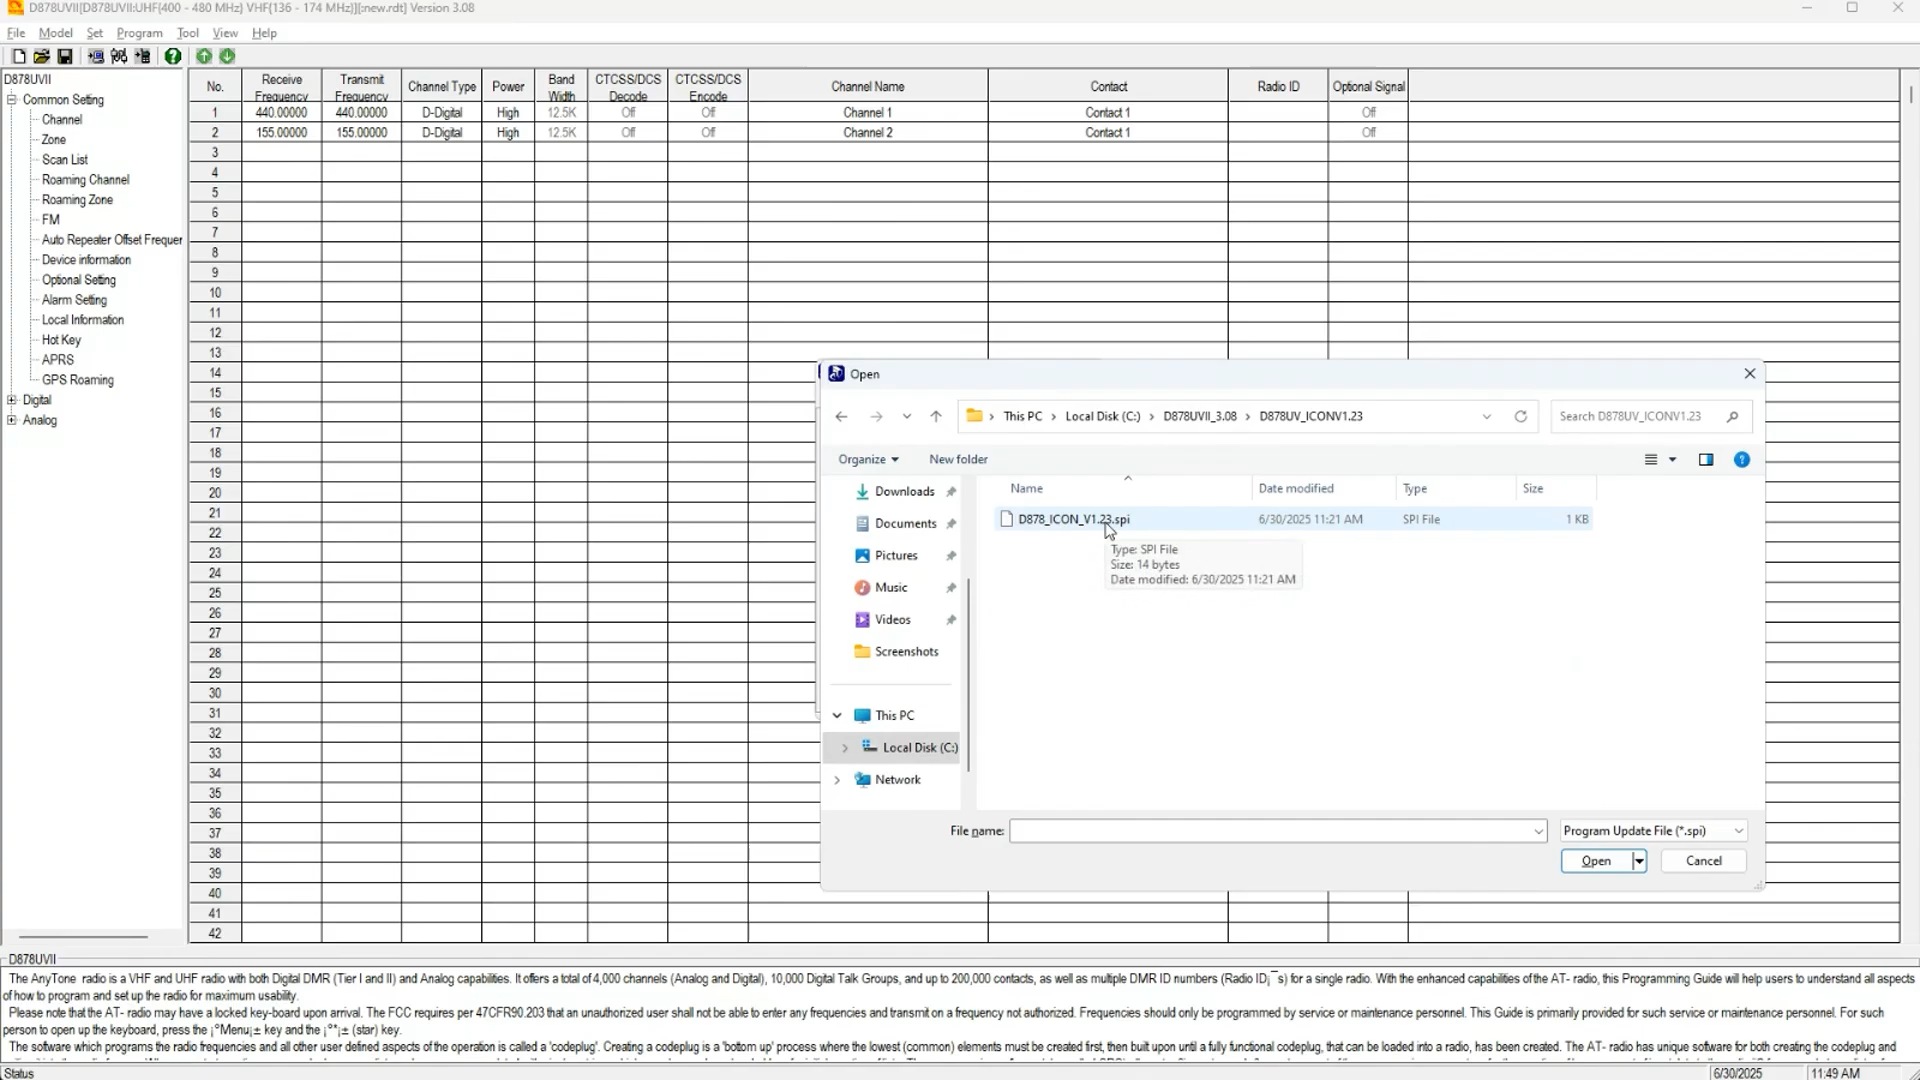 D878UVII[D878UVII:UHF(400 - 480 MHz) VHF(136 - 174 MHz)][:new.rdt] Version 3.08
File Model Set Program Tool View Help
D878UVII
Common Setting
Channel
Zone
Scan List
Roaming Channel
Roaming Zone
FM
Auto Repeater Offset Frequer
Device information
Optional Setting
Alarm Setting
Local Information
Hot Key
APRS
GPS Roaming
Digital
Analog
No. Receive Frequency Transmit Frequency Channel Type Power Band Width CTCSS/DCS Decode CTCSS/DCS Encode Channel Name Contact Radio ID Optional Signal
1 440.00000 440.00000 D-Digital High 12.5K Off Off Channel 1 Contact 1 Off
2 155.00000 155.00000 D-Digital High 12.5K Off Off Channel 2 Contact 1 Off
3
4
5
6
7
8
9
10
11
12
13
14
15
16
17
18
19
20
21
22
23
24
25
26
27
28
29
30
31
32
33
34
35
36
37
38
39
40
41
42
Open
This PC > Local Disk (C:) > D878UVII_3.08 > D878UV_ICONV1.23
Search D878UV_ICONV1.23
Organize New folder
Downloads
Documents
Pictures
Music
Videos
Screenshots
This PC
Local Disk (C:)
Network
Name Date modified Type Size
D878_ICON_V1.23.spi 6/30/2025 11:21 AM SPI File 1 KB
Type: SPI File
Size: 14 bytes
Date modified: 6/30/2025 11:21 AM
File name: Program Update File (*.spi)
Open Cancel
D878UVII
The AnyTone radio is a VHF and UHF radio with both Digital DMR (Tier I and II) and Analog capabilities. It offers a total of 4,000 channels (Analog and Digital), 10,000 Digital Talk Groups, and up to 200,000 contacts, as well as multiple DMR ID numbers (Radio ID¡¯s) for a single radio. With the enhanced capabilities of the AT- radio, this Programming Guide will help users to understand all aspects
of how to program and set up the radio for maximum usability.
Please note that the AT- radio may have a locked key-board upon arrival. The FCC requires per 47CFR90.203 that an unauthorized user shall not be able to enter any frequencies and transmit on a frequency not authorized. Frequencies should only be programmed by service or maintenance personnel. This Guide is primarily provided for such service or maintenance personnel. For such
person to open up the keyboard, press the ¡°Menu¡± key and the ¡°*¡± (star) key.
The software which programs the radio frequencies and all other user defined aspects of the operation is called a 'codeplug'. Creating a codeplug is a 'bottom up' process where the lowest (common) elements must be created first, then built upon until a fully functional codeplug, that can be loaded into a radio, has been created. The AT- radio has unique software for both creating the codeplug and
Status 6/30/2025 11:49 AM